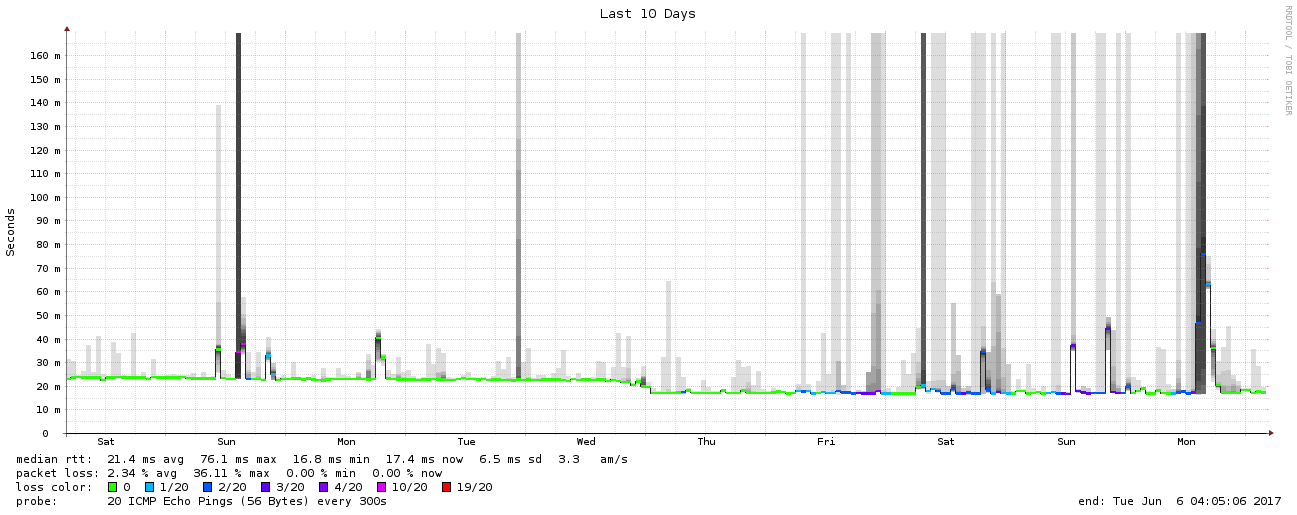 Last 10 Days
RRDTOOL / TOBI OETIKER
Seconds
160 m
150 m
140 m
130 m
120 m
110 m
100 m
90 m
80 m
70 m
60 m
50 m
40 m
30 m
20 m
10 m
0
Sat Sun Mon Tue Wed Thu Fri Sat Sun Mon
median rtt: 21.4 ms avg 76.1 ms max 16.8 ms min 17.4 ms now 6.5 ms sd 3.3 am/s
packet loss: 2.34 % avg 36.11 % max 0.00 % min 0.00 % now
loss color: 0 1/20 2/20 3/20 4/20 10/20 19/20
probe: 20 ICMP Echo Pings (56 Bytes) every 300s end: Tue Jun 6 04:05:06 2017